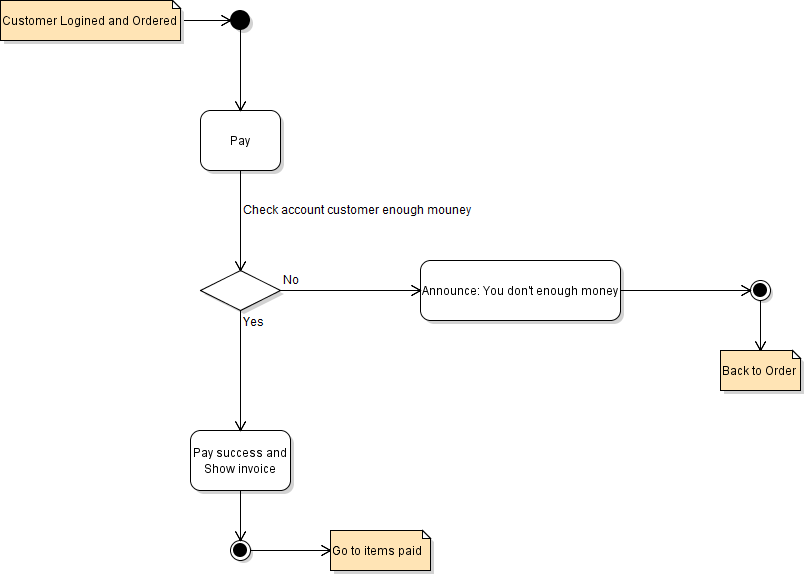 Customer Logined and Ordered
Pay
Check account customer enough mouney
No
Announce: You don't enough money
Yes
Back to Order
Pay success and
Show invoice
Go to items paid